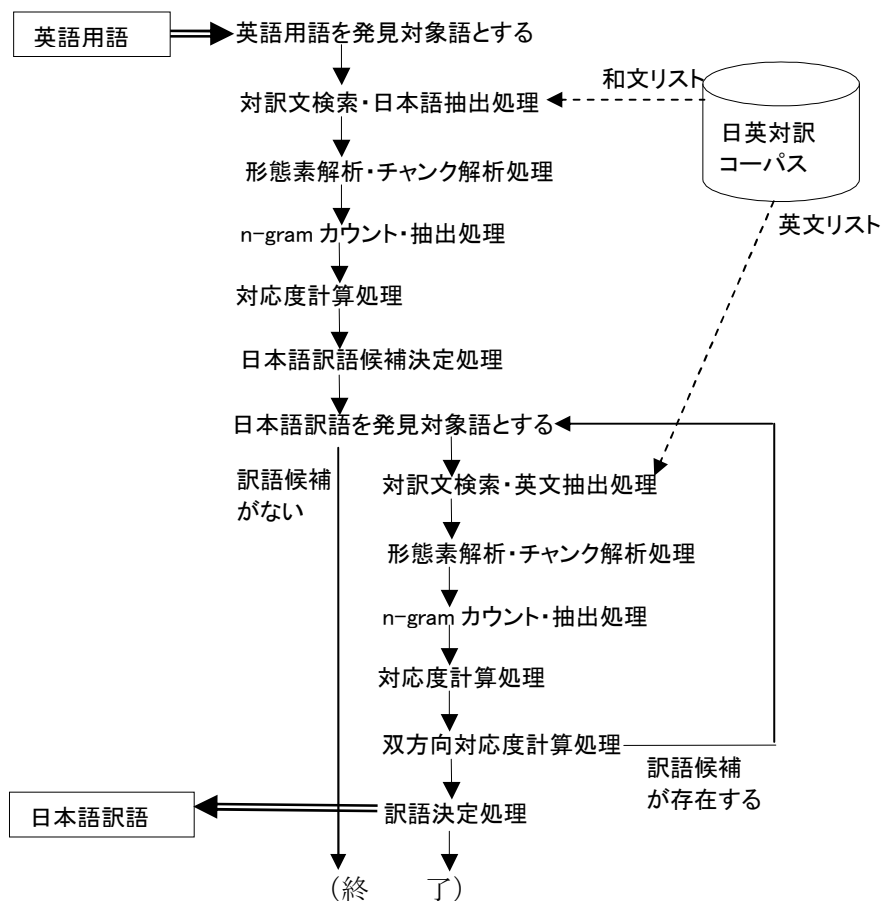 英語用語
英語用語を発見対象語とする
和文リスト
対訳文検索・日本語抽出処理
日英対訳
コーパス
形態素解析・チャンク解析処理
英文リスト
n-gram カウント・抽出処理
対応度計算処理
日本語訳語候補決定処理
日本語訳語を発見対象語とする
訳語候補
がない
対訳文検索・英文抽出処理
形態素解析・チャンク解析処理
n-gram カウント・抽出処理
対応度計算処理
双方向対応度計算処理
訳語候補
が存在する
日本語訳語
訳語決定処理
(終 了)